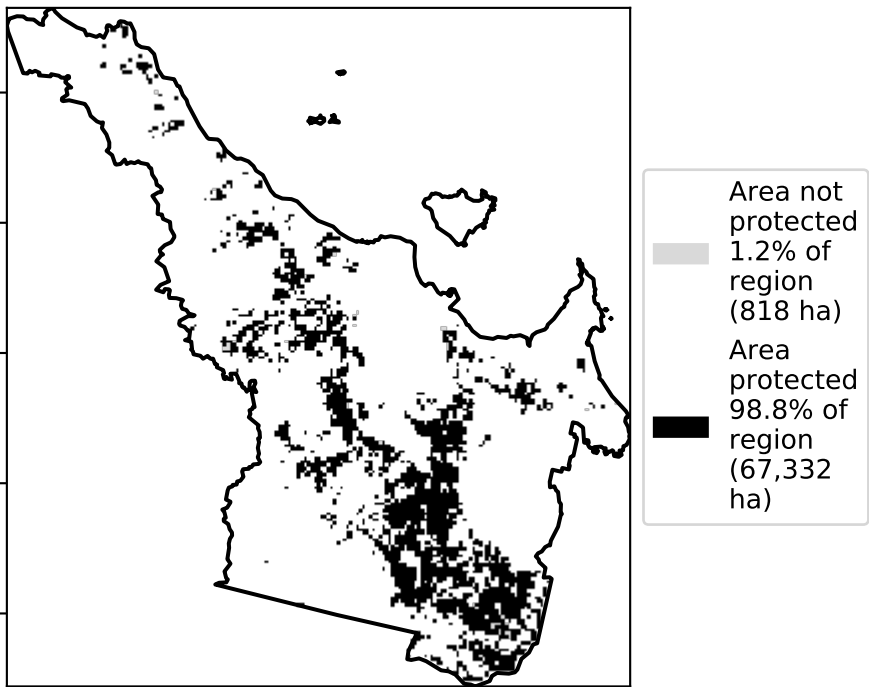 Area not
protected
1.2% of
region
(818 ha)
Area
protected
98.8% of
region
(67,332
ha)